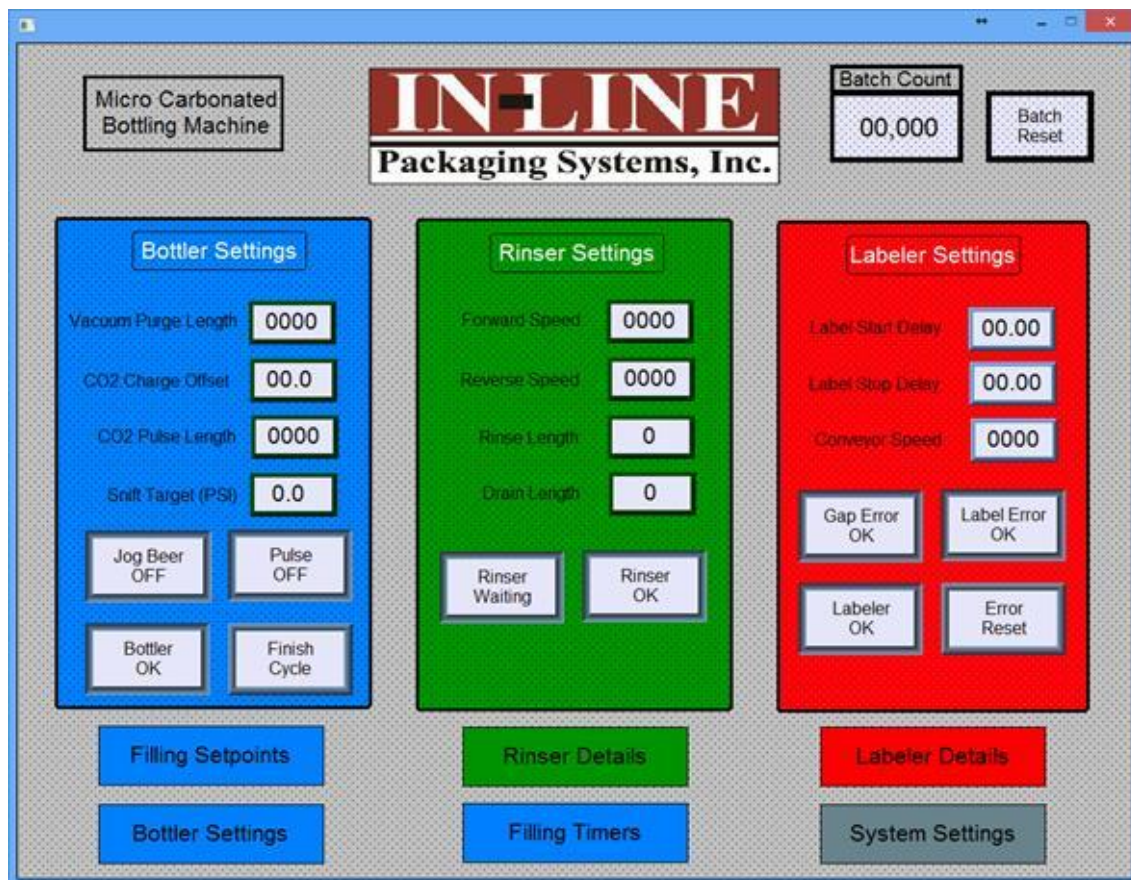 Micro Carbonated
Bottling Machine
IN-LINE
Packaging Systems, Inc.
Batch Count
00,000
Batch
Reset
Bottler Settings
Vacuum Purge Length 0000
CO2 Charge Offset 00.0
CO2 Pulse Length 0000
Snift Target (PSI) 0.0
Jog Beer
OFF
Pulse
OFF
Bottler
OK
Finish
Cycle
Rinser Settings
Forward Speed 0000
Reverse Speed 0000
Rinse Length 0
Drain Length 0
Rinser
Waiting
Rinser
OK
Labeler Settings
Label Start Delay 00.00
Label Stop Delay 00.00
Conveyor Speed 0000
Gap Error
OK
Label Error
OK
Labeler
OK
Error
Reset
Filling Setpoints
Rinser Details
Labeler Details
Bottler Settings
Filling Timers
System Settings